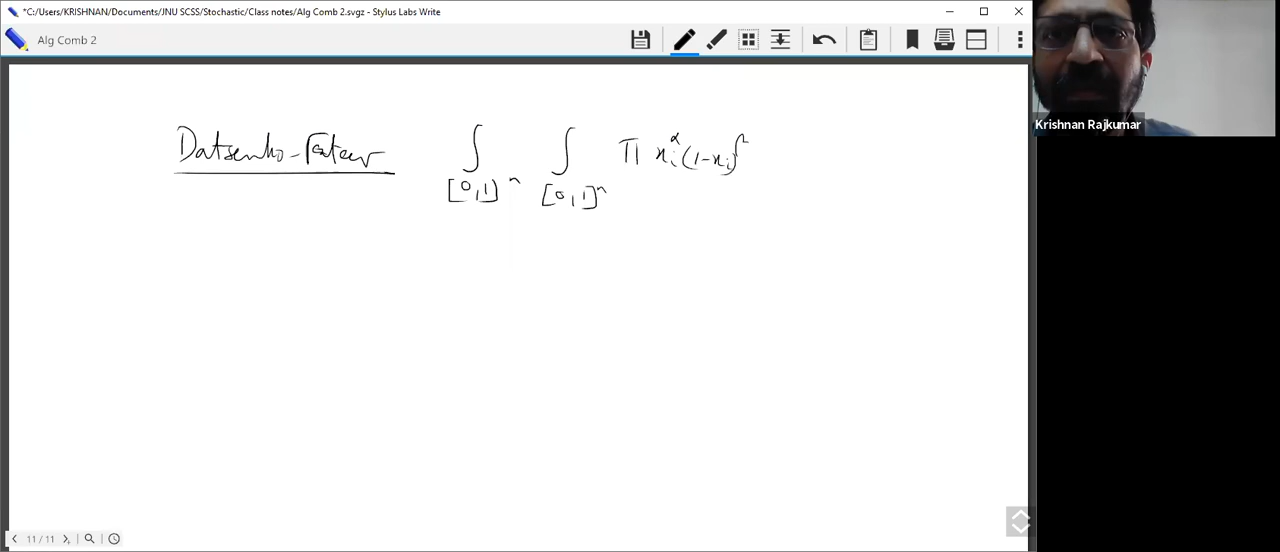 *C:/Users/KRISHNAN/Documents/JNU SCSS/Stochastic/Class notes/Alg Comb 2.svgz - Stylus Labs Write
Alg Comb 2
Krishnan Rajkumar
Datsenko-Fateev ∫ ∫ Π xᵢ^α (1-xᵢ)^β
[0,1]^n [0,1]^n
11 / 11